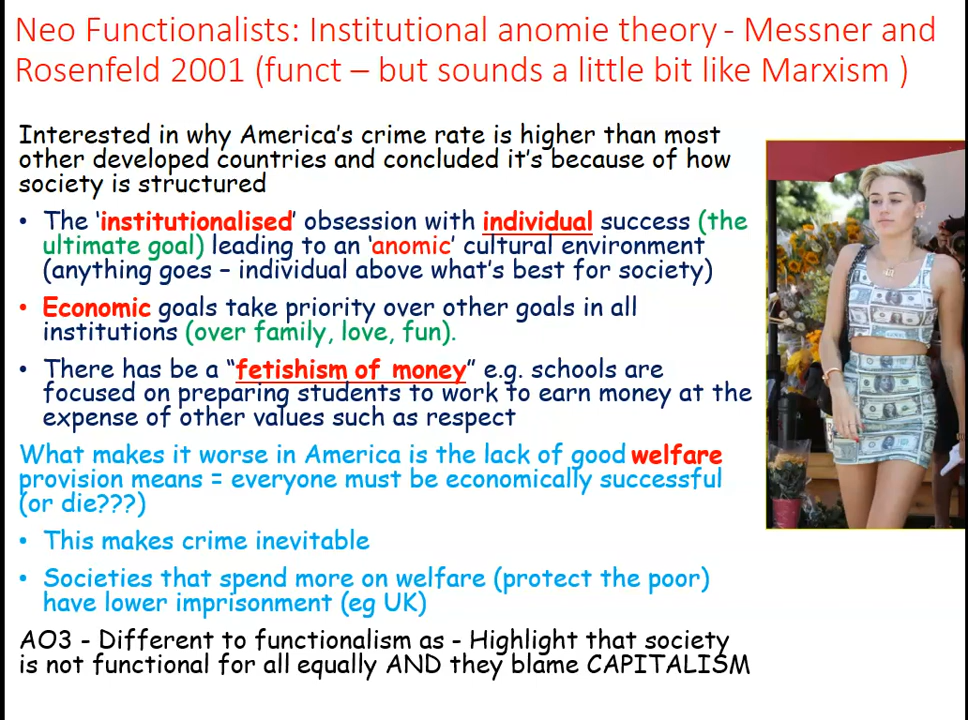 Neo Functionalists: Institutional anomie theory - Messner and
Rosenfeld 2001 (funct – but sounds a little bit like Marxism )
Interested in why America's crime rate is higher than most
other developed countries and concluded it's because of how
society is structured
• The 'institutionalised' obsession with individual success (the
ultimate goal) leading to an 'anomic' cultural environment
(anything goes – individual above what's best for society)
• Economic goals take priority over other goals in all
institutions (over family, love, fun).
• There has be a “fetishism of money” e.g. schools are
focused on preparing students to work to earn money at the
expense of other values such as respect
What makes it worse in America is the lack of good welfare
provision means = everyone must be economically successful
(or die???)
• This makes crime inevitable
• Societies that spend more on welfare (protect the poor)
have lower imprisonment (eg UK)
AO3 - Different to functionalism as - Highlight that society
is not functional for all equally AND they blame CAPITALISM